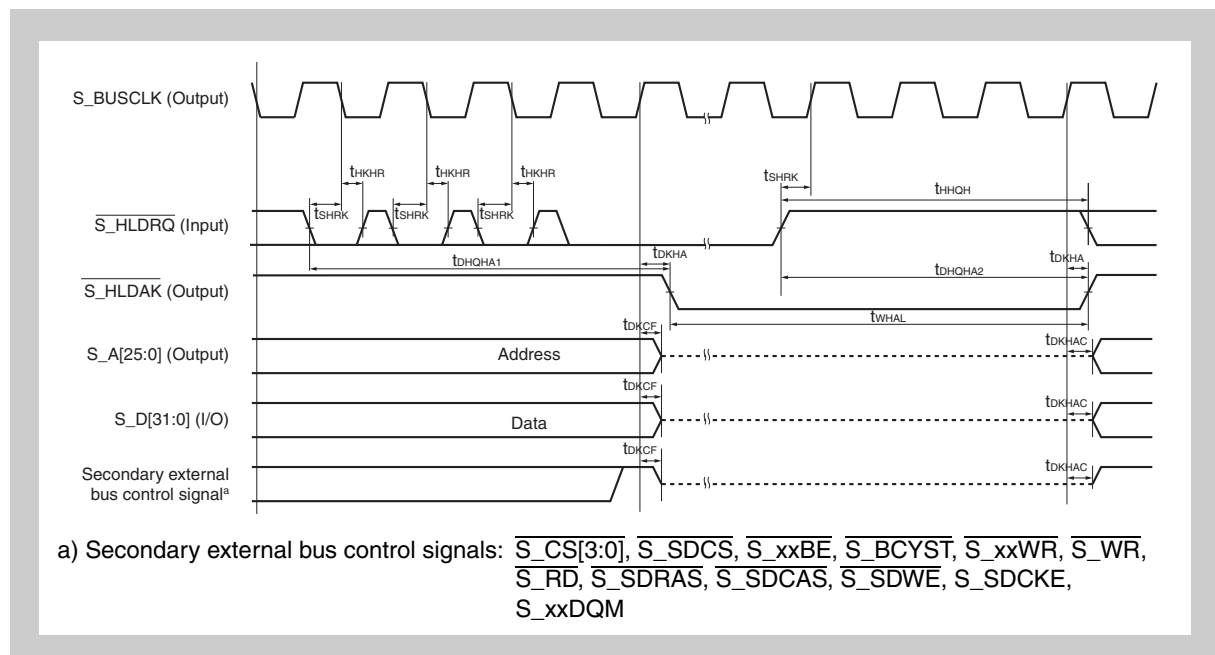 S_BUSCLK (Output)
tHKHR tHKHR tHKHR tSHRK
tHHQH
S_HLDRQ (Input)
tSHRK tSHRK tSHRK
tDHQHA1 tDKHA tDHQHA2 tDKHA
S_HLDAK (Output)
tWHAL
tDKCF tDKHAC
S_A[25:0] (Output) Address
tDKCF tDKHAC
S_D[31:0] (I/O) Data
tDKCF tDKHAC
Secondary external
bus control signalᵃ
a) Secondary external bus control signals: S_CS[3:0], S_SDCS, S_xxBE, S_BCYST, S_xxWR, S_WR,
S_RD, S_SDRAS, S_SDCAS, S_SDWE, S_SDCKE,
S_xxDQM